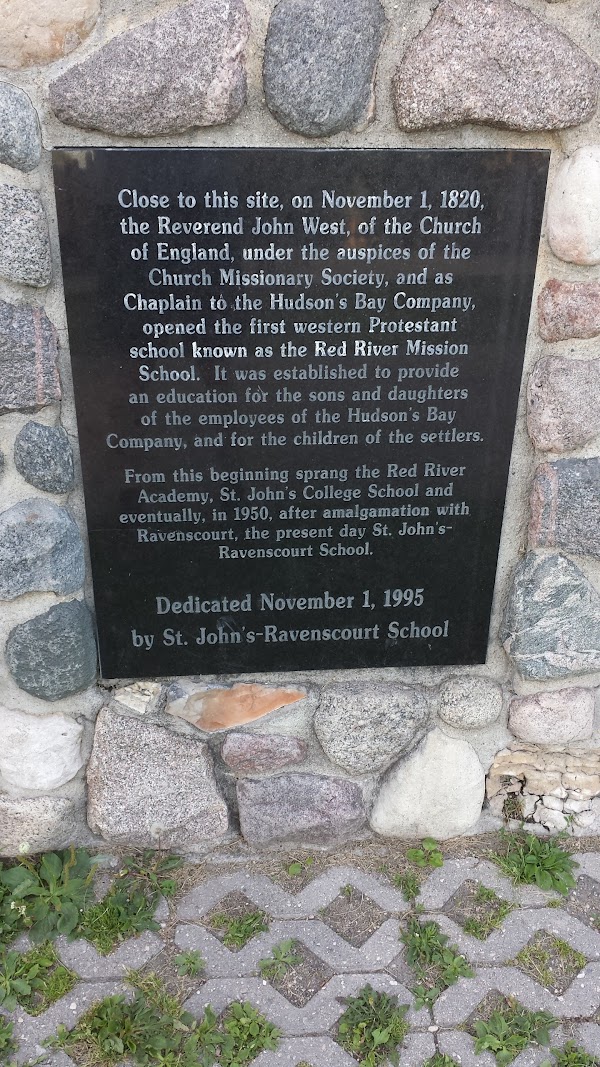 Close to this site, on November 1, 1820,
the Reverend John West, of the Church
of England, under the auspices of the
Church Missionary Society, and as
Chaplain to the Hudson's Bay Company,
opened the first western Protestant
school known as the Red River Mission
School. It was established to provide
an education for the sons and daughters
of the employees of the Hudson's Bay
Company, and for the children of the settlers.
From this beginning sprang the Red River
Academy, St. John's College School and
eventually, in 1950, after amalgamation with
Ravenscourt, the present day St. John's-
Ravenscourt School.
Dedicated November 1, 1995
by St. John's-Ravenscourt School